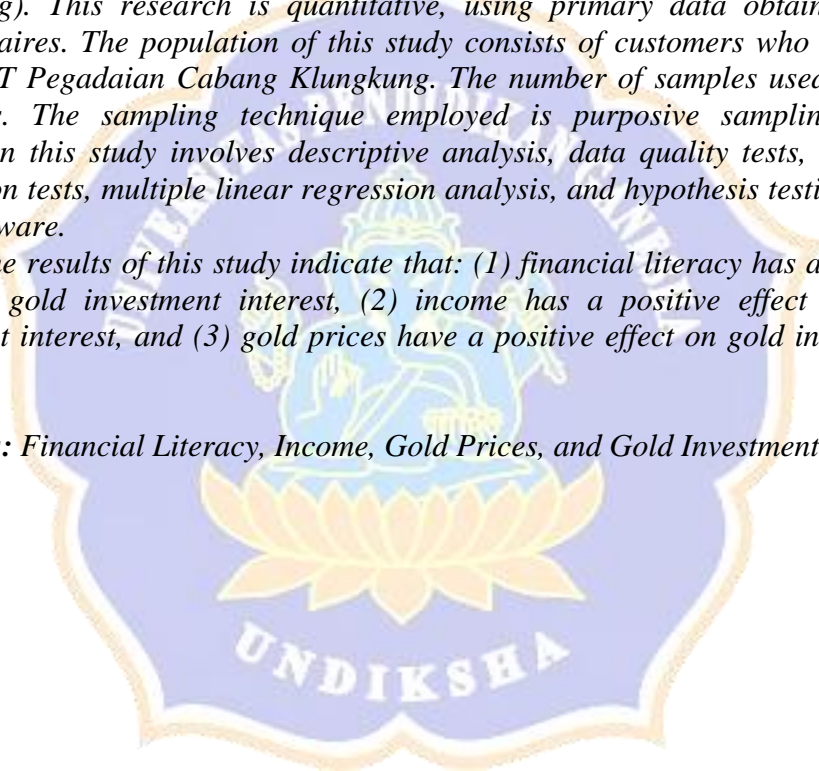 g). This research is quantitative, using primary data obtain
aires. The population of this study consists of customers who
T Pegadaian Cabang Klungkung. The number of samples used
. The sampling technique employed is purposive samplin
n this study involves descriptive analysis, data quality tests,
on tests, multiple linear regression analysis, and hypothesis testi
ware.
e results of this study indicate that: (1) financial literacy has a
gold investment interest, (2) income has a positive effect
t interest, and (3) gold prices have a positive effect on gold in
: Financial Literacy, Income, Gold Prices, and Gold Investment
UNIVERSITAS PENDIDIKAN GANESHA
UNDIKSHA